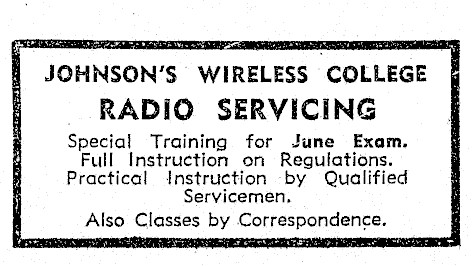 JOHNSON'S WIRELESS COLLEGE
RADIO SERVICING
Special Training for June Exam.
Full Instruction on Regulations.
Practical Instruction by Qualified
Servicemen.
Also Classes by Correspondence.